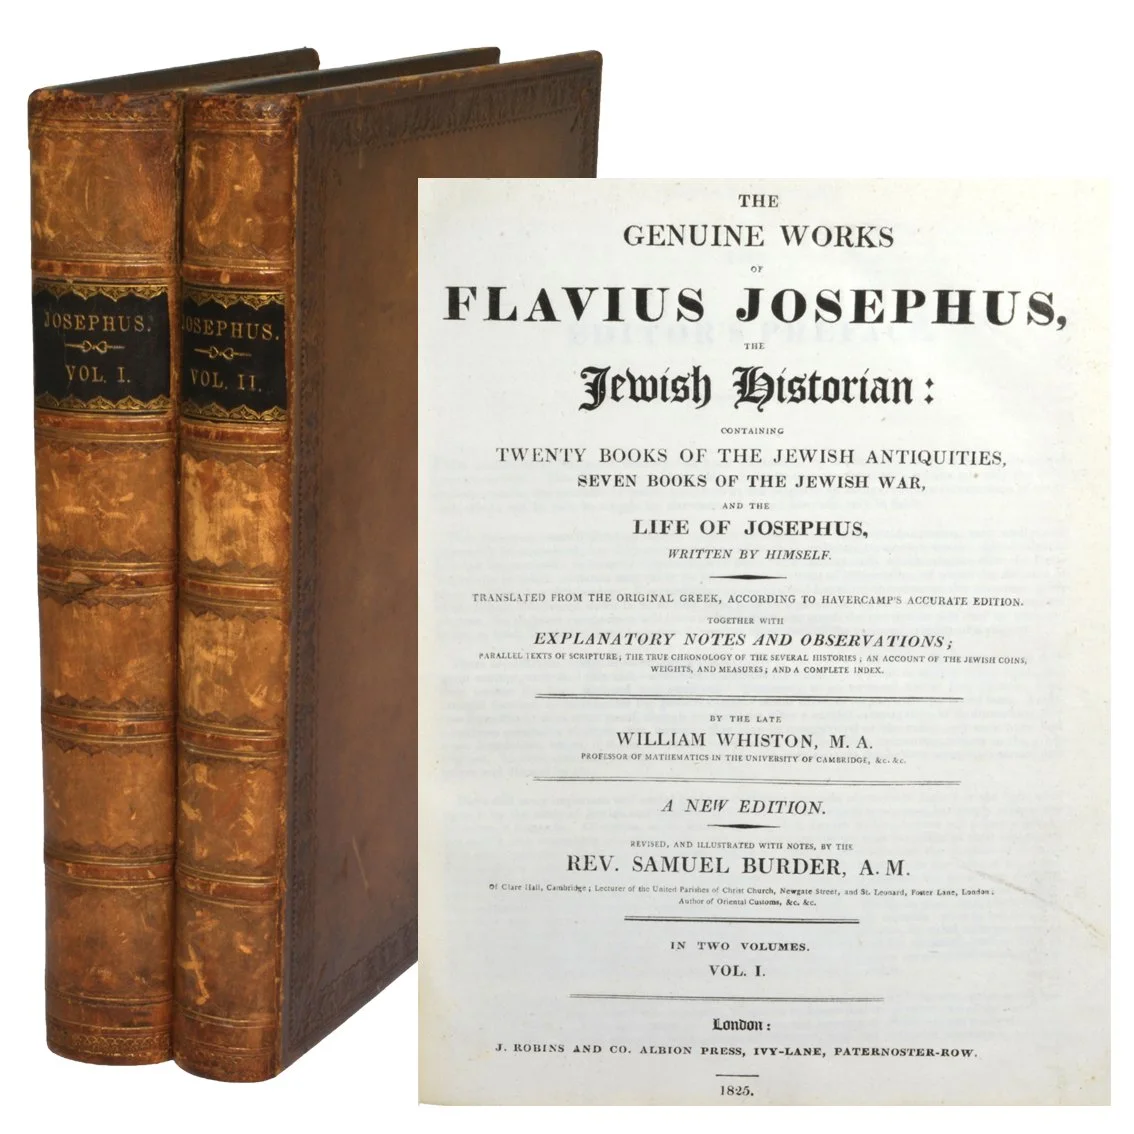 JOSEPHUS.
VOL. I.
JOSEPHUS.
VOL. II.
THE
GENUINE WORKS
OF
FLAVIUS JOSEPHUS,
THE
Jewish Historian:
CONTAINING
TWENTY BOOKS OF THE JEWISH ANTIQUITIES,
SEVEN BOOKS OF THE JEWISH WAR,
AND THE
LIFE OF JOSEPHUS,
WRITTEN BY HIMSELF.
TRANSLATED FROM THE ORIGINAL GREEK, ACCORDING TO HAVERCAMP'S ACCURATE EDITION.
TOGETHER WITH
EXPLANATORY NOTES AND OBSERVATIONS;
PARALLEL TEXTS OF SCRIPTURE; THE TRUE CHRONOLOGY OF THE SEVERAL HISTORIES; AN ACCOUNT OF THE JEWISH COINS,
WEIGHTS, AND MEASURES; AND A COMPLETE INDEX.
BY THE LATE
WILLIAM WHISTON, M. A.
PROFESSOR OF MATHEMATICS IN THE UNIVERSITY OF CAMBRIDGE, &c. &c.
A NEW EDITION.
REVISED, AND ILLUSTRATED WITH NOTES, BY THE
REV. SAMUEL BURDER, A. M.
Of Clare Hall, Cambridge; Lecturer of the United Parishes of Christ Church, Newgate Street, and St. Leonard, Foster Lane, London;
Author of Oriental Customs, &c. &c.
IN TWO VOLUMES.
VOL. I.
London:
J. ROBINS AND CO. ALBION PRESS, IVY-LANE, PATERNOSTER-ROW.
1825.